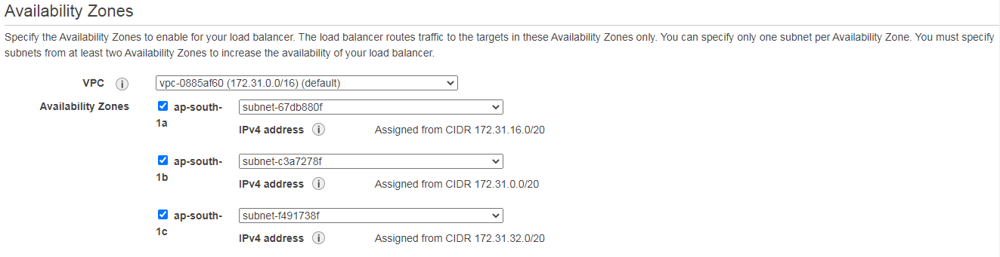 Availability Zones
Specify the Availability Zones to enable for your load balancer. The load balancer routes traffic to the targets in these Availability Zones only. You can specify only one subnet per Availability Zone. You must specify
subnets from at least two Availability Zones to increase the availability of your load balancer.
VPC i vpc-0885af60 (172.31.0.0/16) (default)
Availability Zones ap-south- subnet-67db880f
1a
IPv4 address i Assigned from CIDR 172.31.16.0/20
ap-south- subnet-c3a7278f
1b
IPv4 address i Assigned from CIDR 172.31.0.0/20
ap-south- subnet-f491738f
1c
IPv4 address i Assigned from CIDR 172.31.32.0/20